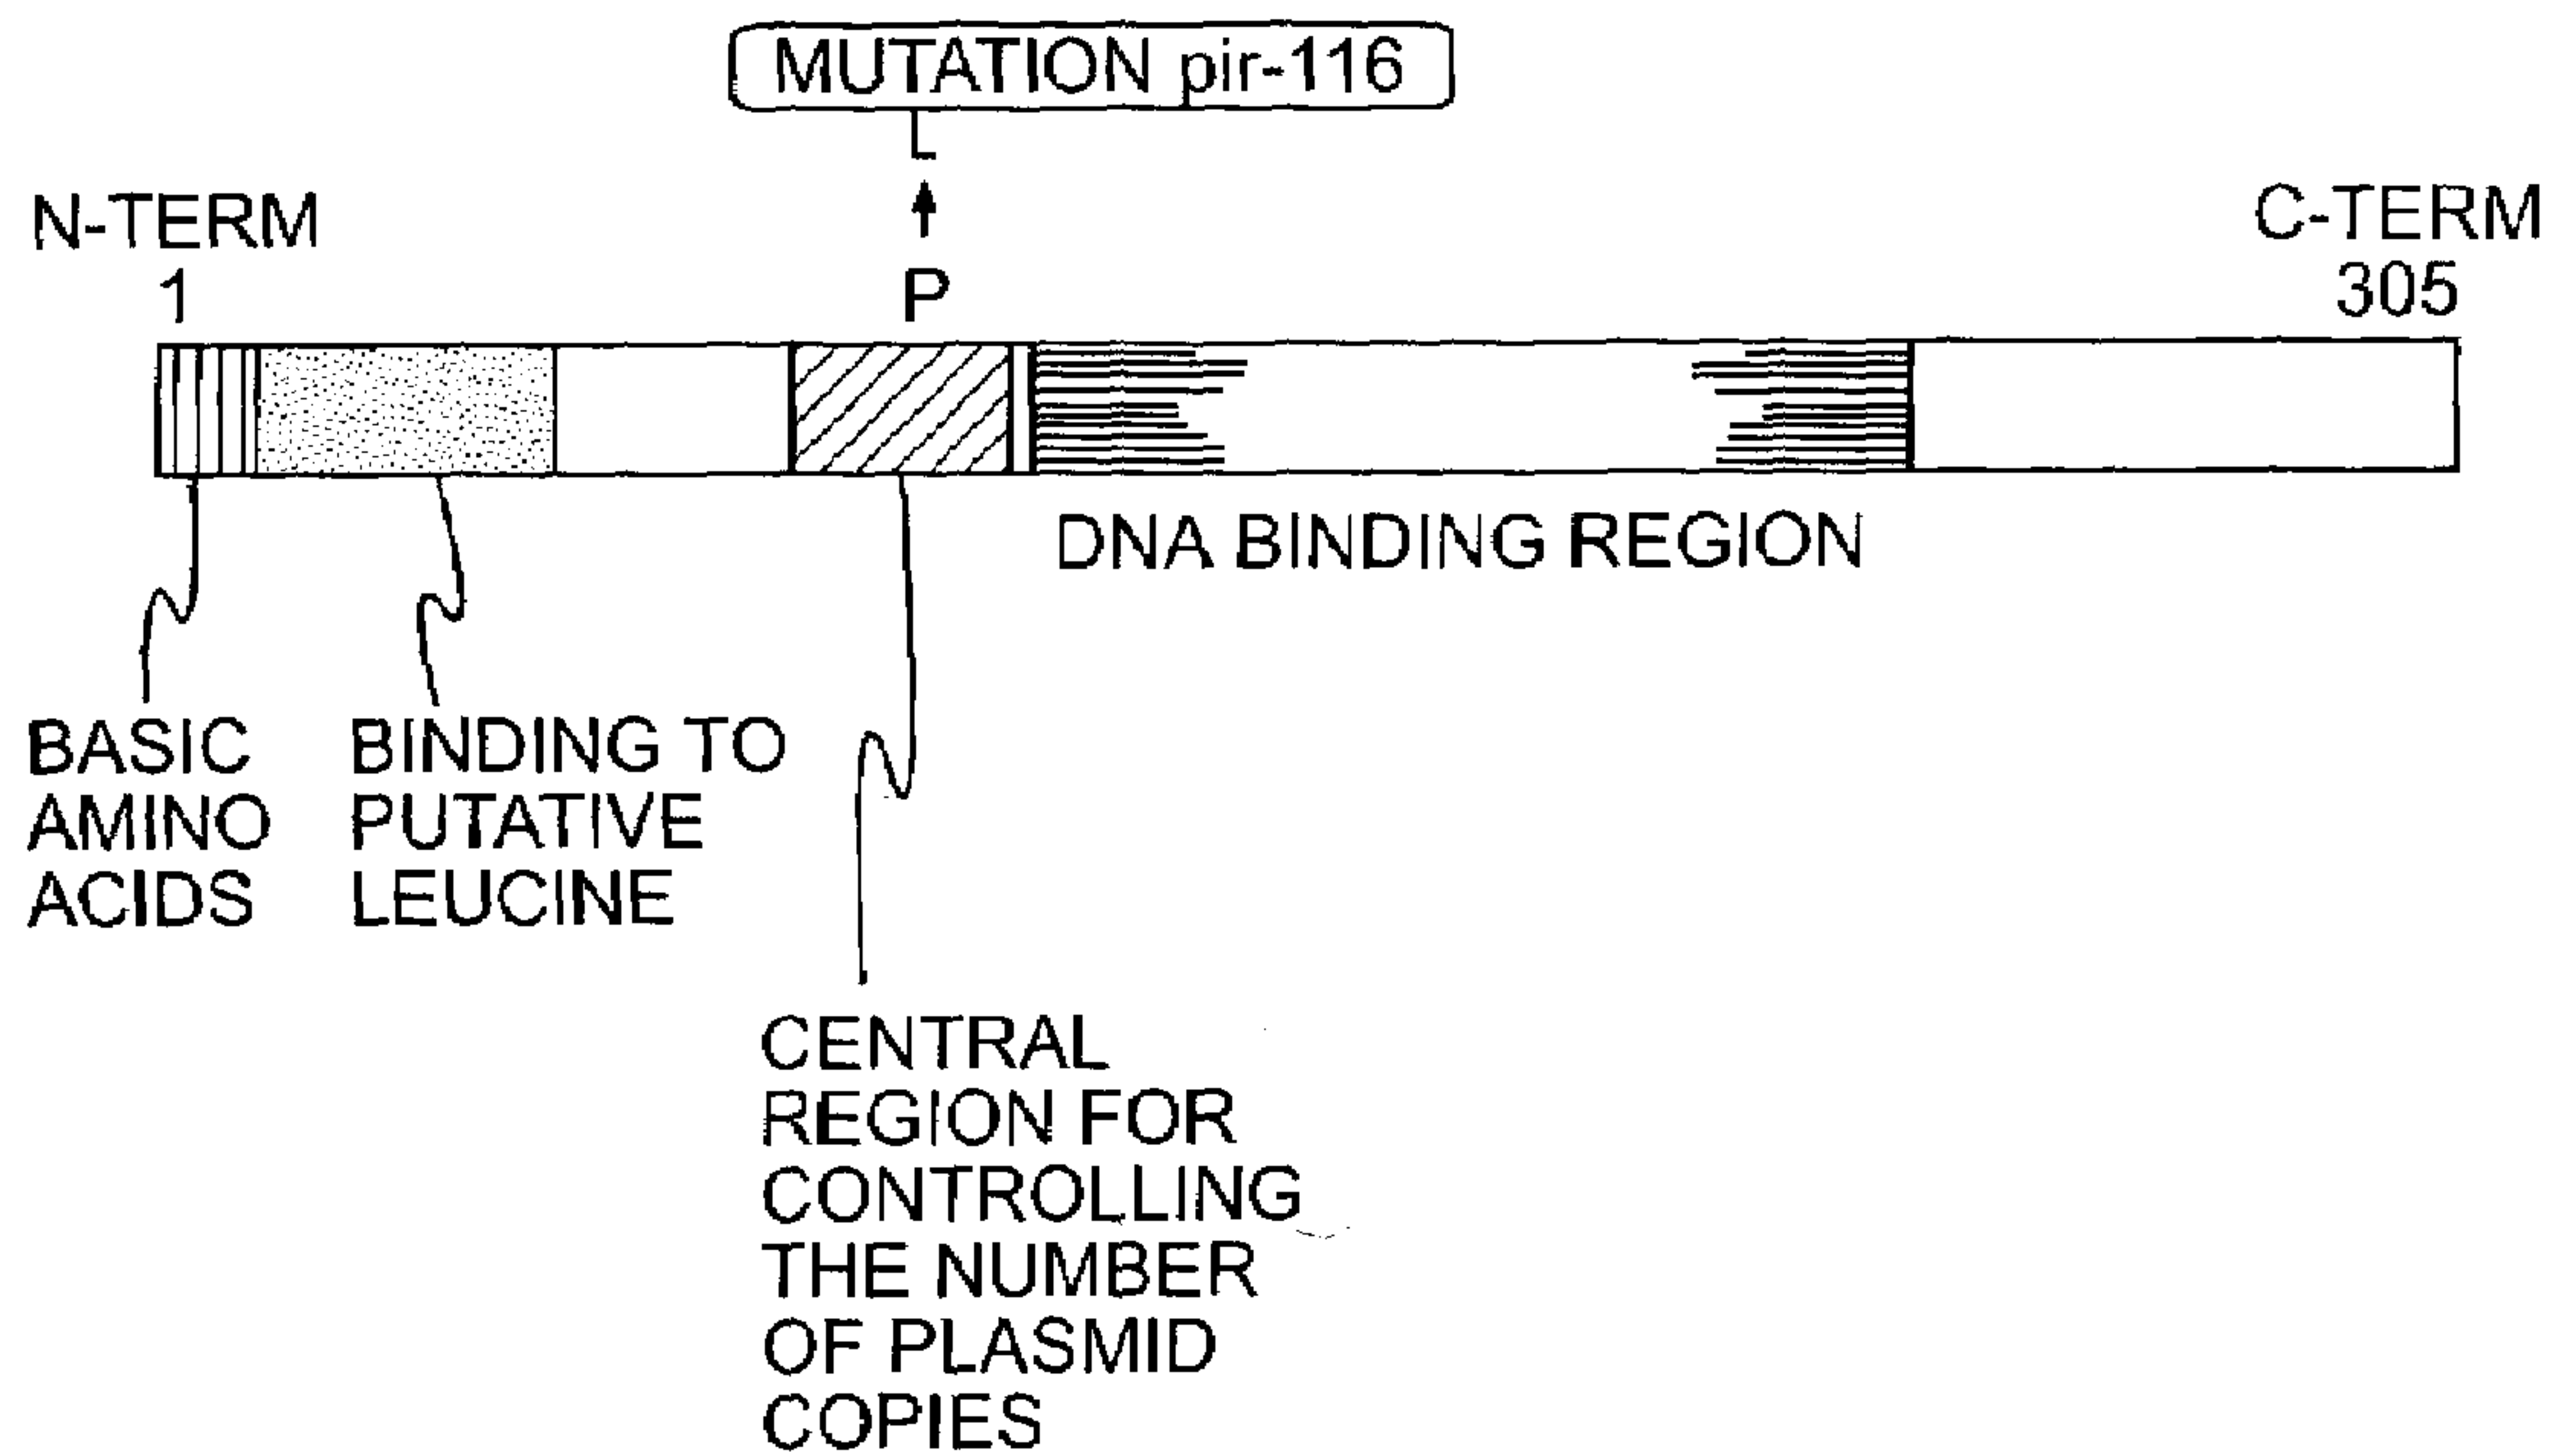 MUTATION pir-116
L
N-TERM
1
P
C-TERM
305
DNA BINDING REGION
BASIC
AMINO
ACIDS
BINDING TO
PUTATIVE
LEUCINE
CENTRAL
REGION FOR
CONTROLLING
THE NUMBER
OF PLASMID
COPIES